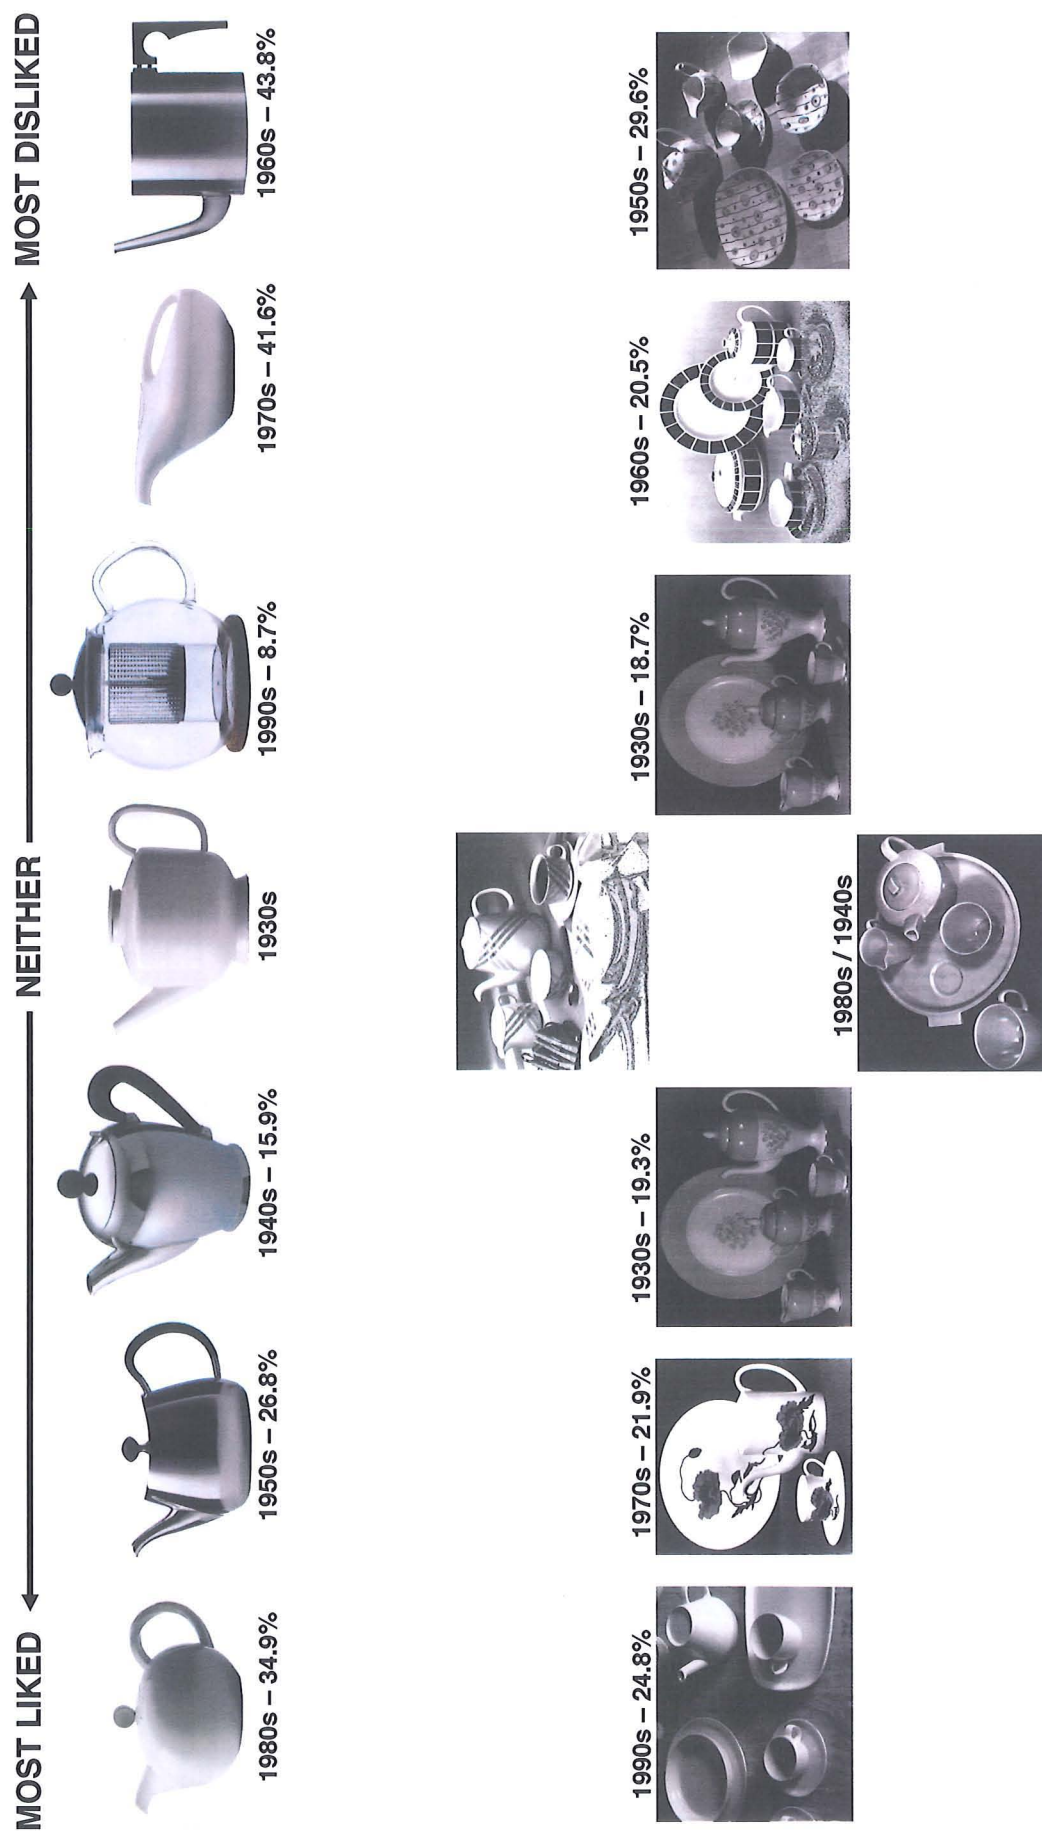 MOST LIKED
NEITHER
MOST DISLIKED
1980s – 34.9%
1950s – 26.8%
1940s – 15.9%
1930s
1990s – 8.7%
1970s – 41.6%
1960s – 43.8%
1990s – 24.8%
1970s – 21.9%
1930s – 19.3%
1930s – 18.7%
1960s – 20.5%
1950s – 29.6%
1980s / 1940s